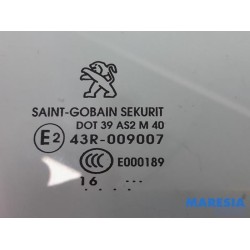 SAINT-GOBAIN SEKURIT
DOT 39 AS2 M 40
E2 43R-009007
CCC E000189
.. 16 ...
MARESIA